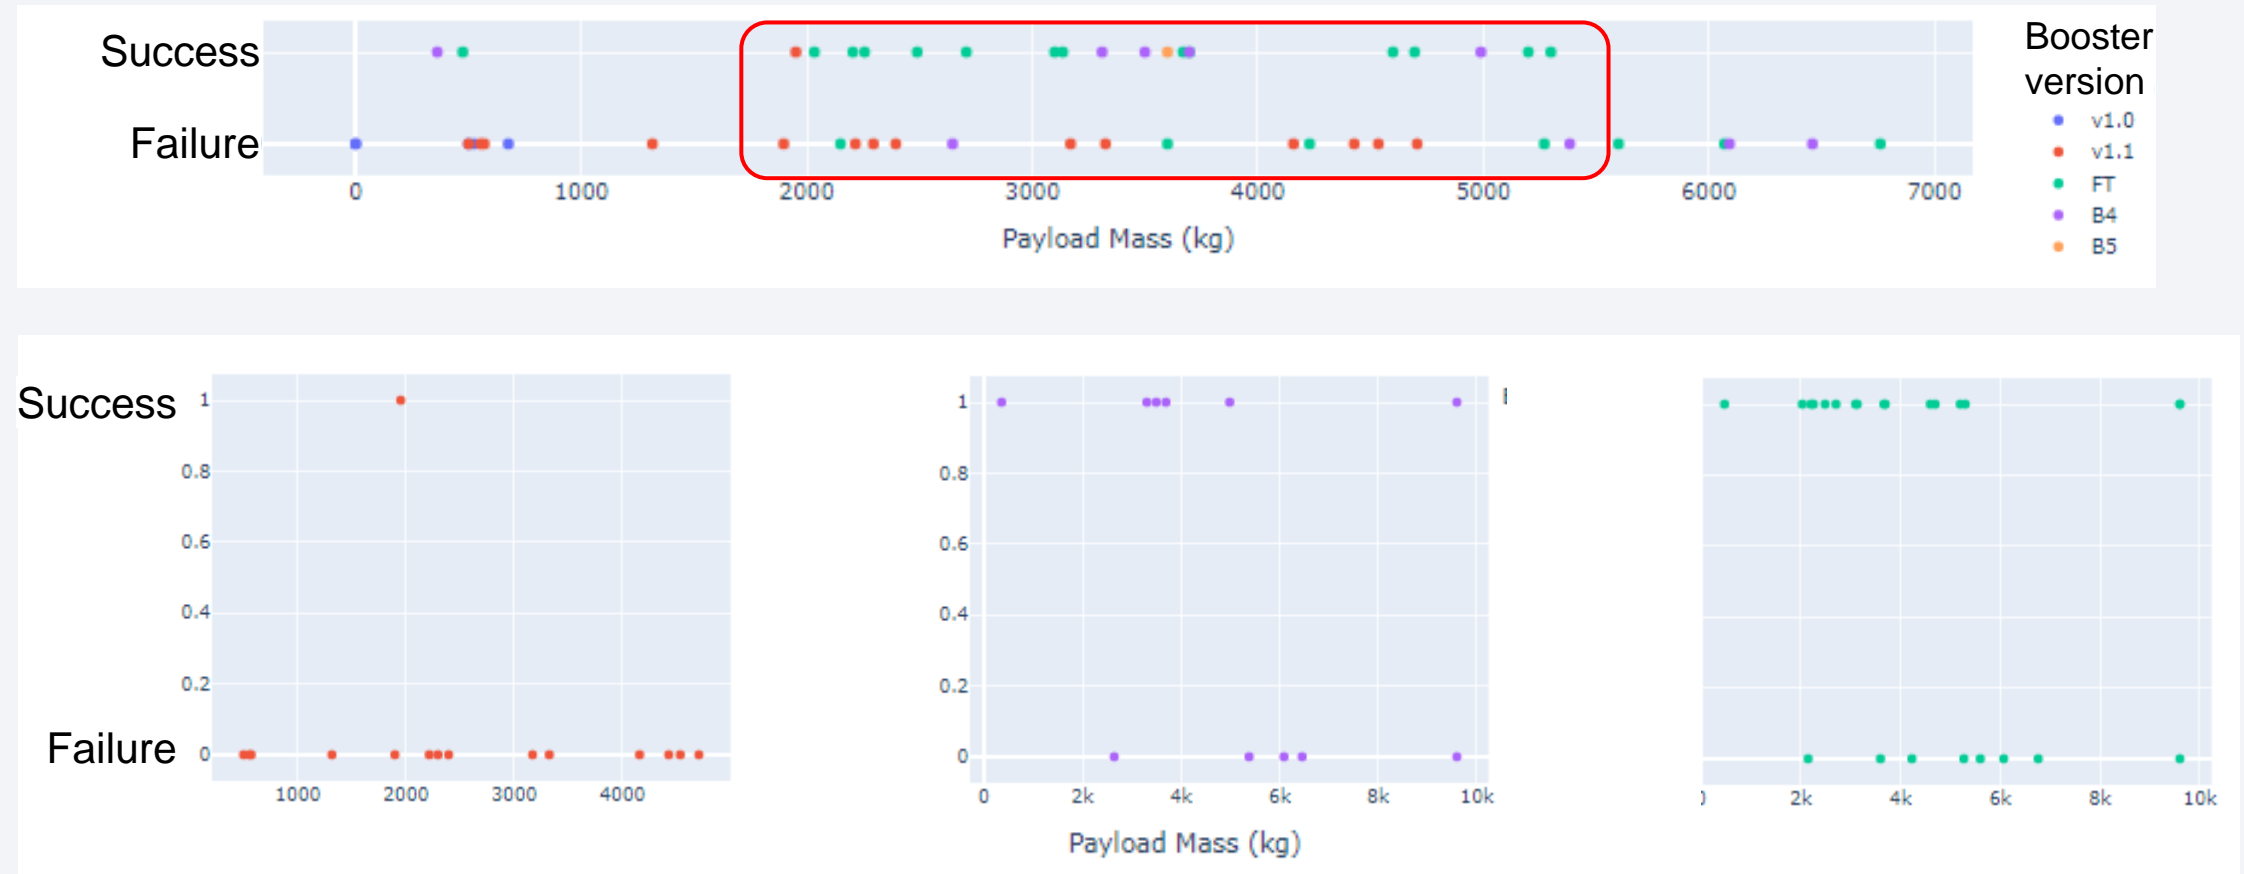 Success
Failure
0 1000 2000 3000 4000 5000 6000 7000
Payload Mass (kg)
Booster
version
v1.0
v1.1
FT
B4
B5
Success
Failure
1
0.8
0.6
0.4
0.2
0
1000 2000 3000 4000
1
0.8
0.6
0.4
0.2
0
0 2k 4k 6k 8k 10k
Payload Mass (kg)
2k 4k 6k 8k 10k